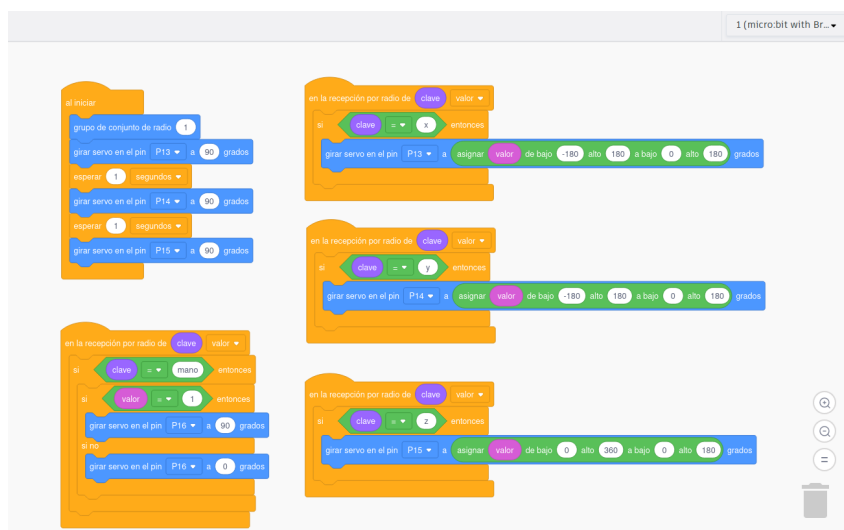 1 (micro:bit with Br...
al iniciar
grupo de conjunto de radio 1
girar servo en el pin P13 a 90 grados
esperar 1 segundos
girar servo en el pin P14 a 90 grados
esperar 1 segundos
girar servo en el pin P15 a 90 grados
en la recepción por radio de clave valor
si clave = x entonces
girar servo en el pin P13 a asignar valor de bajo -180 alto 180 a bajo 0 alto 180 grados
en la recepción por radio de clave valor
si clave = y entonces
girar servo en el pin P14 a asignar valor de bajo -180 alto 180 a bajo 0 alto 180 grados
en la recepción por radio de clave valor
si clave = mano entonces
si valor = 1 entonces
girar servo en el pin P16 a 90 grados
si no
girar servo en el pin P16 a 0 grados
en la recepción por radio de clave valor
si clave = z entonces
girar servo en el pin P15 a asignar valor de bajo 0 alto 360 a bajo 0 alto 180 grados